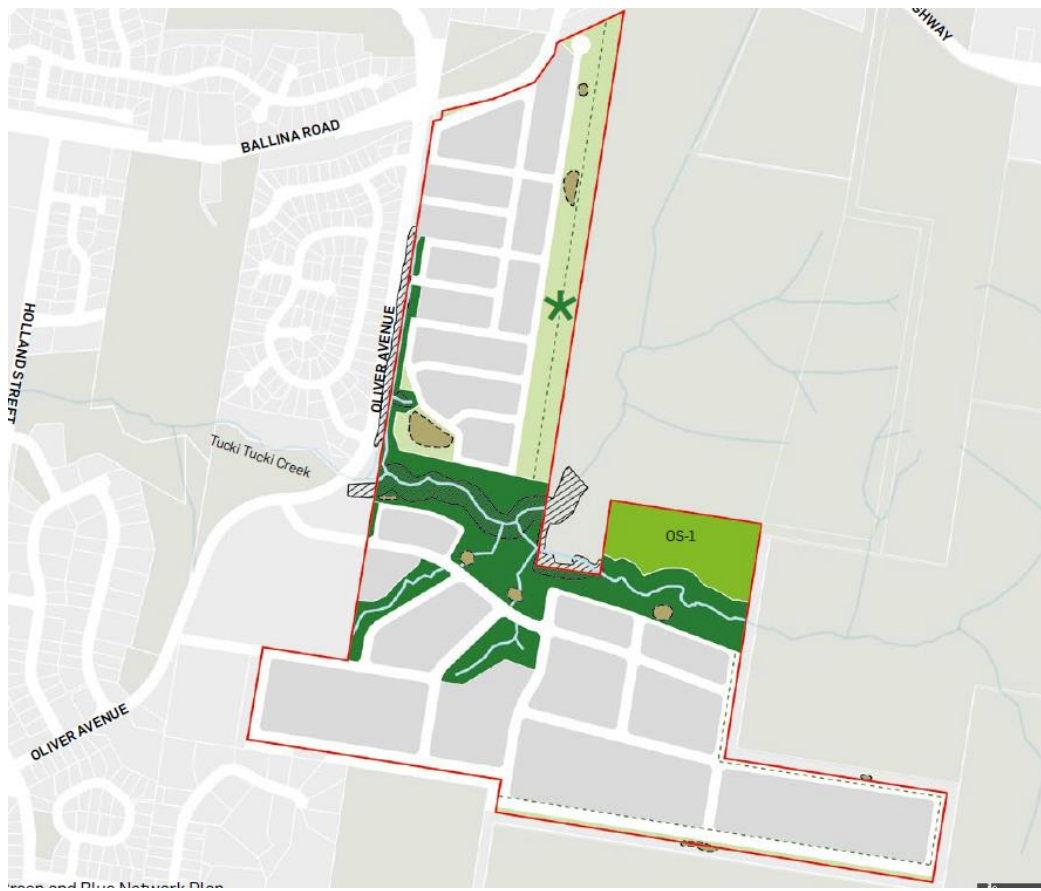 HIGHWAY
BALLINA ROAD
HOLLAND STREET
OLIVER AVENUE
Tucki Tucki Creek
OS-1
OLIVER AVENUE
Green and Blue Network Plan